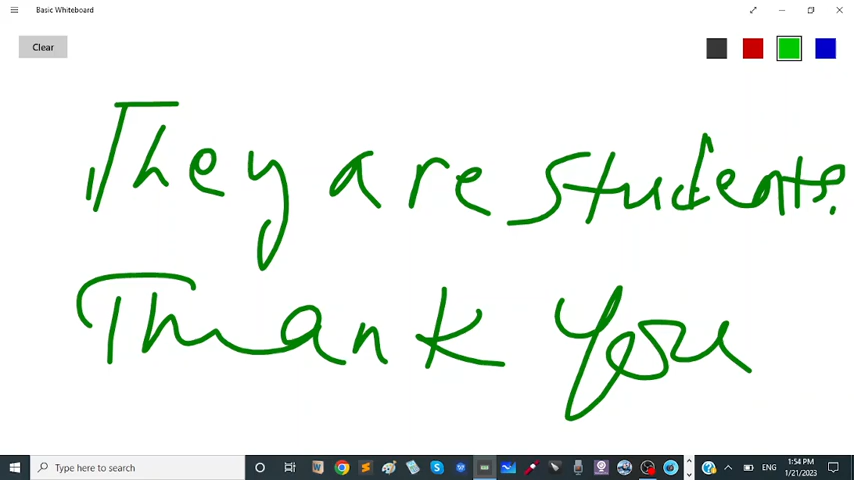 Basic Whiteboard
Clear
They are students.
Thank you
Type here to search
ENG
1:54 PM
1/21/2023